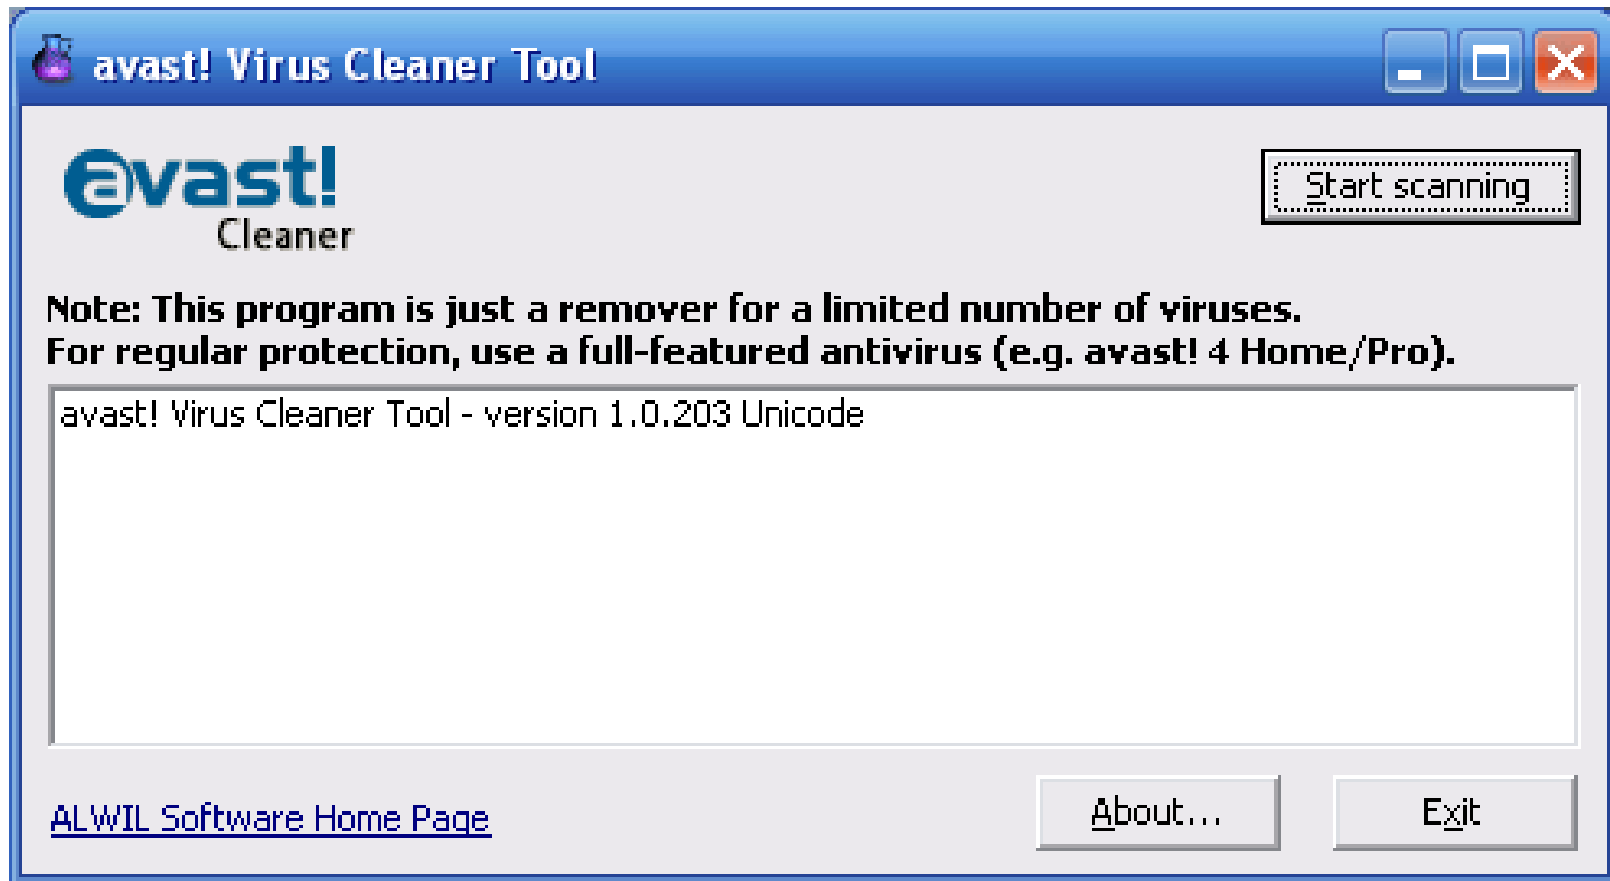 avast! Virus Cleaner Tool
avast!
Cleaner
Start scanning
Note: This program is just a remover for a limited number of viruses.
For regular protection, use a full-featured antivirus (e.g. avast! 4 Home/Pro).
avast! Virus Cleaner Tool - version 1.0.203 Unicode
ALWIL Software Home Page
About...
Exit